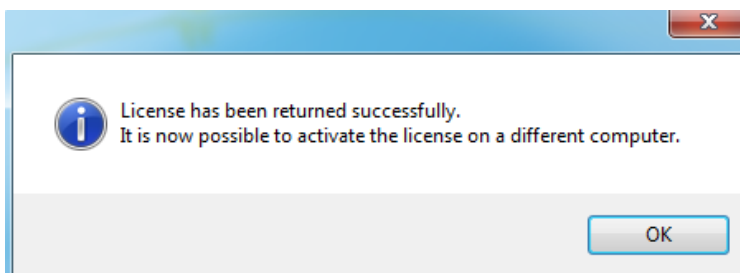 License has been returned successfully.
It is now possible to activate the license on a different computer.
OK